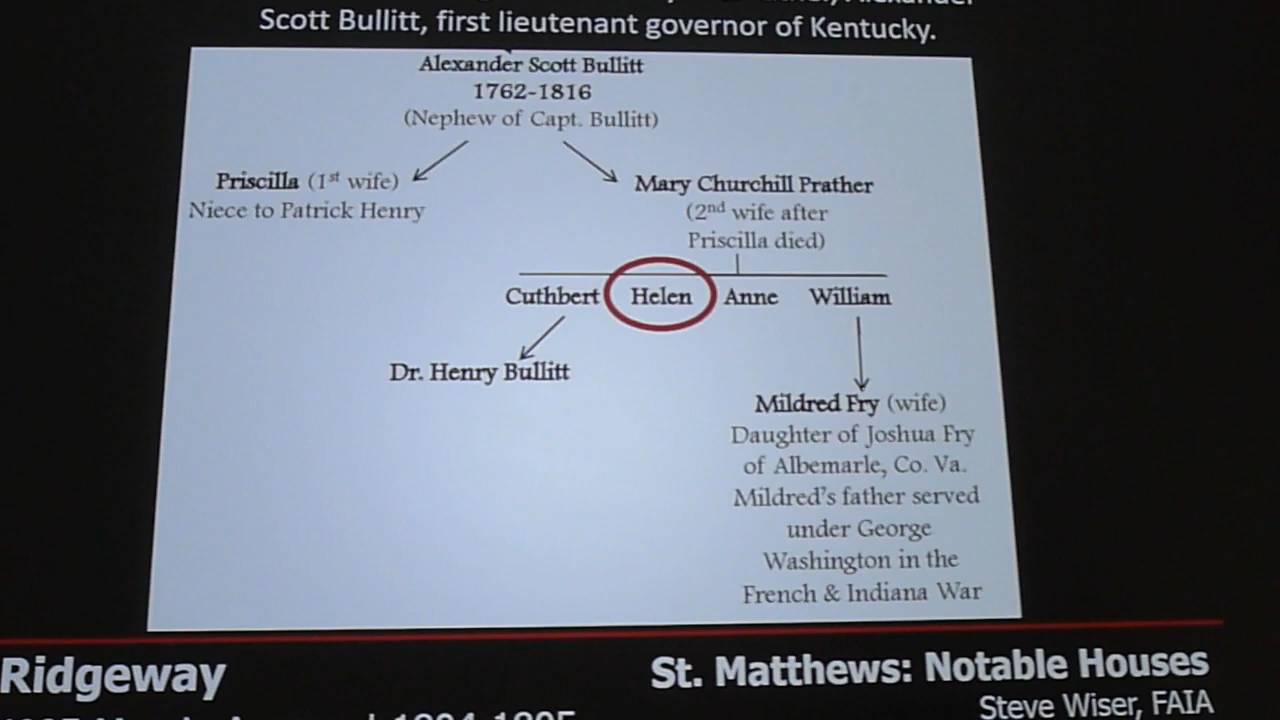 Scott Bullitt, first lieutenant governor of Kentucky.
Alexander Scott Bullitt
1762-1816
(Nephew of Capt. Bullitt)
Priscilla (1st wife)
Niece to Patrick Henry
Mary Churchill Prather
(2nd wife after
Priscilla died)
Cuthbert Helen Anne William
Dr. Henry Bullitt
Mildred Fry (wife)
Daughter of Joshua Fry
of Albemarle, Co. Va.
Mildred's father served
under George
Washington in the
French & Indiana War
Ridgeway
St. Matthews: Notable Houses
Steve Wiser, FAIA